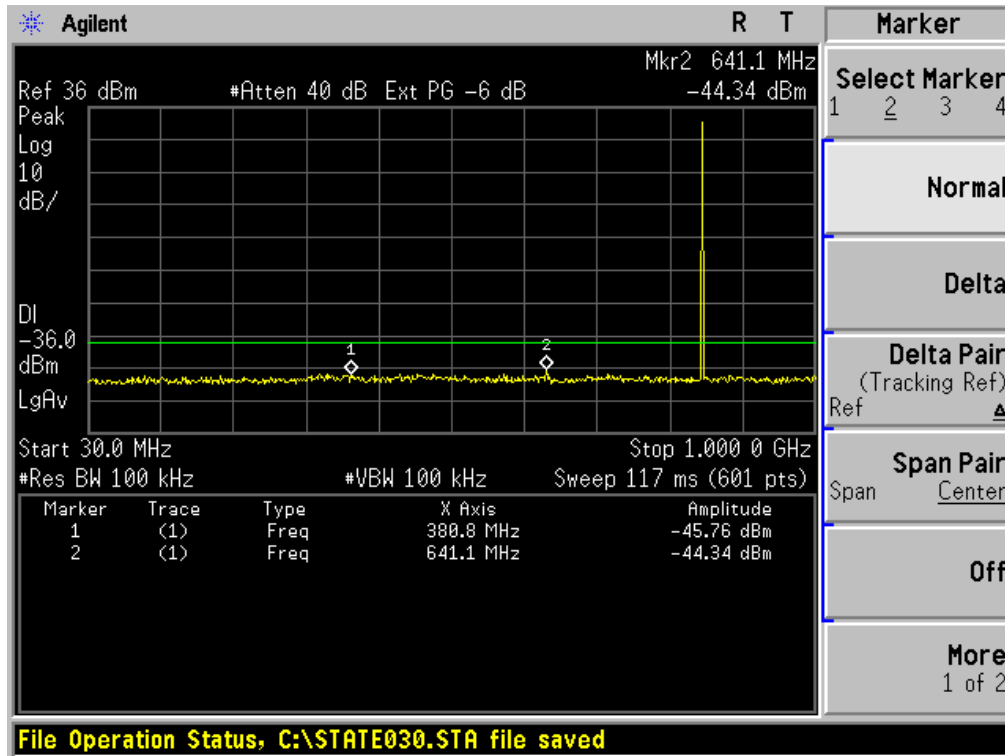 Agilent R T
Marker
Mkr2 641.1 MHz
Ref 36 dBm #Atten 40 dB Ext PG -6 dB -44.34 dBm
Peak
Log
10
dB/
DI
-36.0
dBm
LgAv
1
2
Start 30.0 MHz Stop 1.000 0 GHz
#Res BW 100 kHz #VBW 100 kHz Sweep 117 ms (601 pts)
Marker Trace Type X Axis Amplitude
1 (1) Freq 380.8 MHz -45.76 dBm
2 (1) Freq 641.1 MHz -44.34 dBm
Select Marker
1 2 3 4
Normal
Delta
Delta Pair
(Tracking Ref)
Ref Δ
Span Pair
Span Center
Off
More
1 of 2
File Operation Status, C:\STATE030.STA file saved